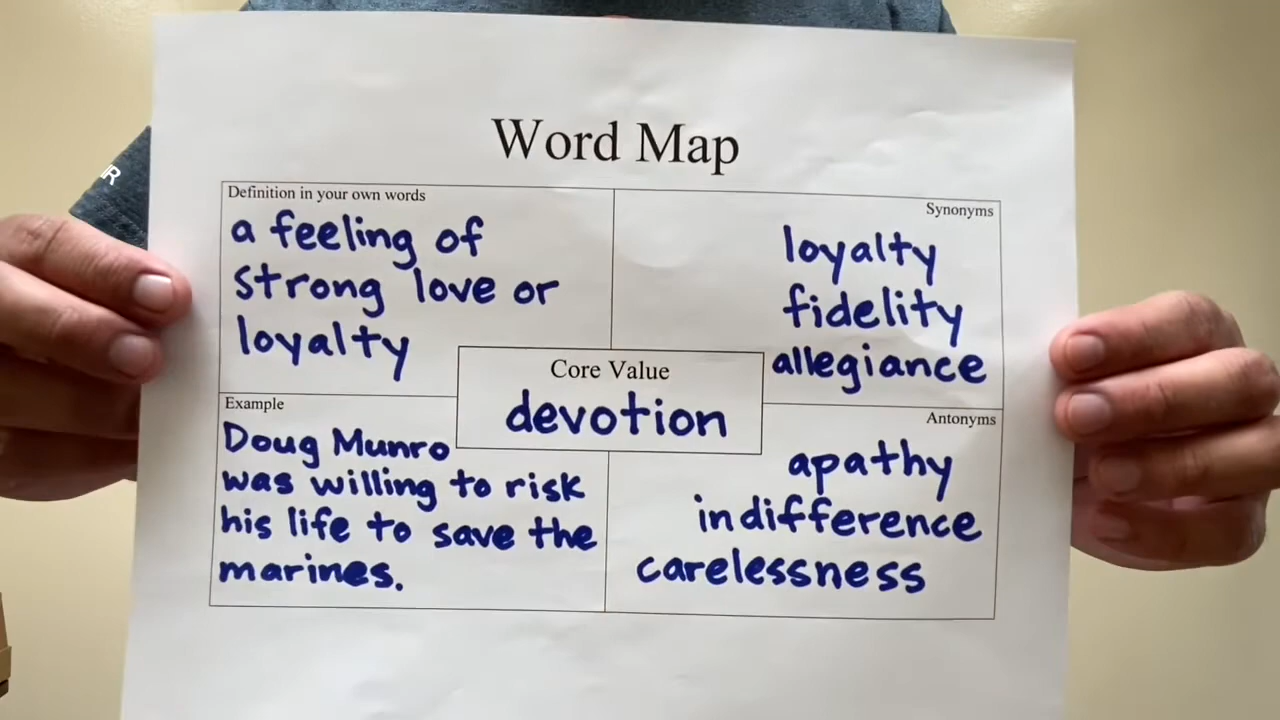 Word Map
Definition in your own words
a feeling of
strong love or
loyalty
Synonyms
loyalty
fidelity
allegiance
Core Value
devotion
Example
Doug Munro
was willing to risk
his life to save the
marines.
Antonyms
apathy
indifference
carelessness